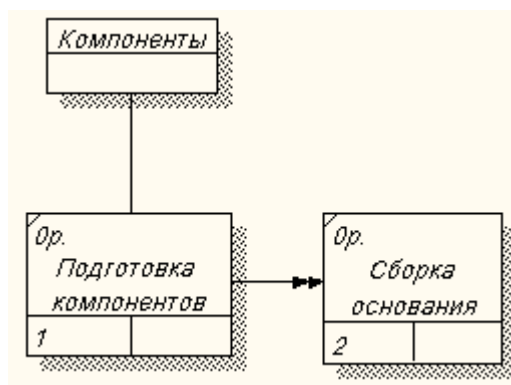 Компоненты
0р.
Подготовка
компонентов
1
0р.
Сборка
основания
2